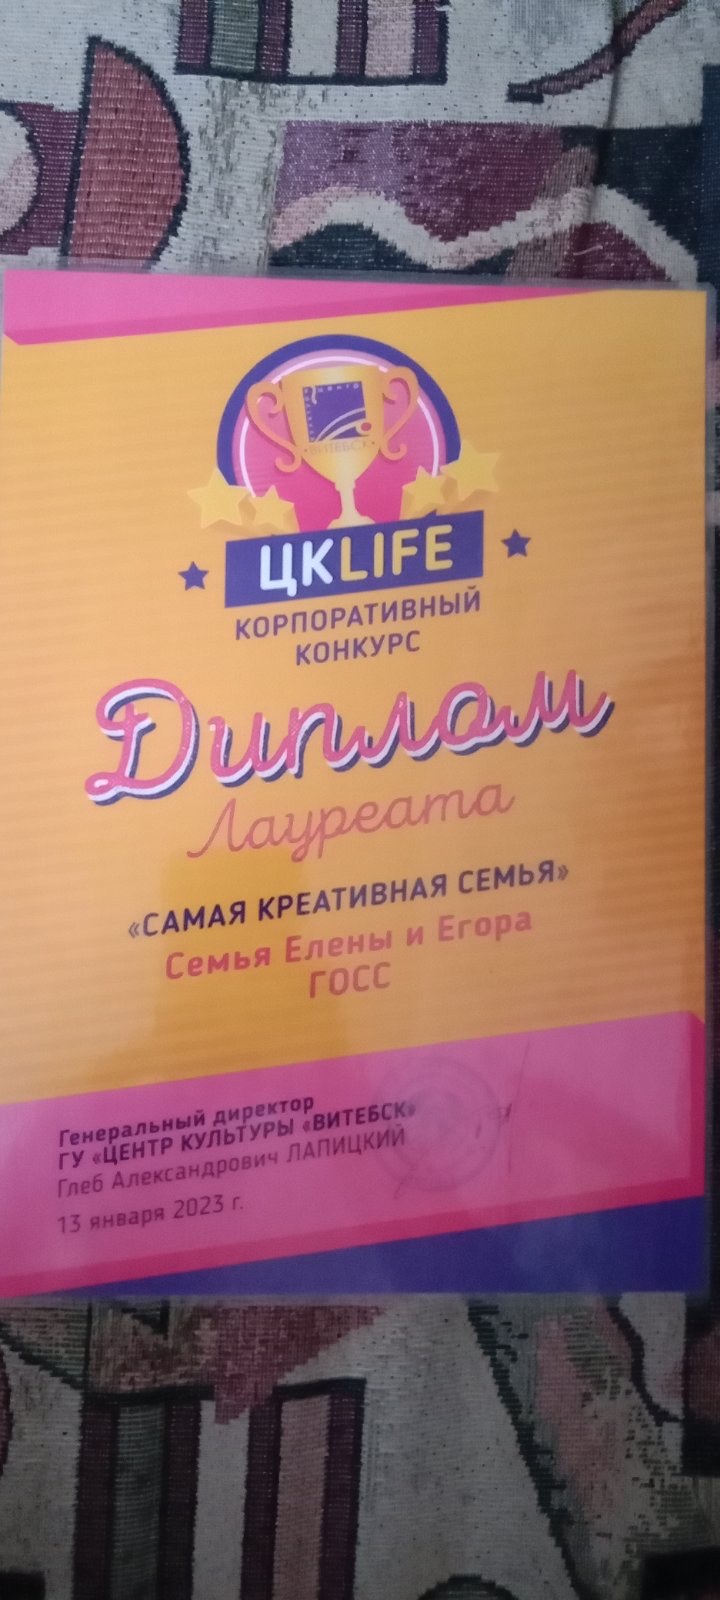 ВИТЕБСК
ЦКLIFE
КОРПОРАТИВНЫЙ
КОНКУРС
Диплом
Лауреата
«САМАЯ КРЕАТИВНАЯ СЕМЬЯ»
Семья Елены и Егора
ГОСС
Генеральный директор
ГУ «ЦЕНТР КУЛЬТУРЫ «ВИТЕБСК»
Глеб Александрович ЛАПИЦКИЙ
13 января 2023 г.